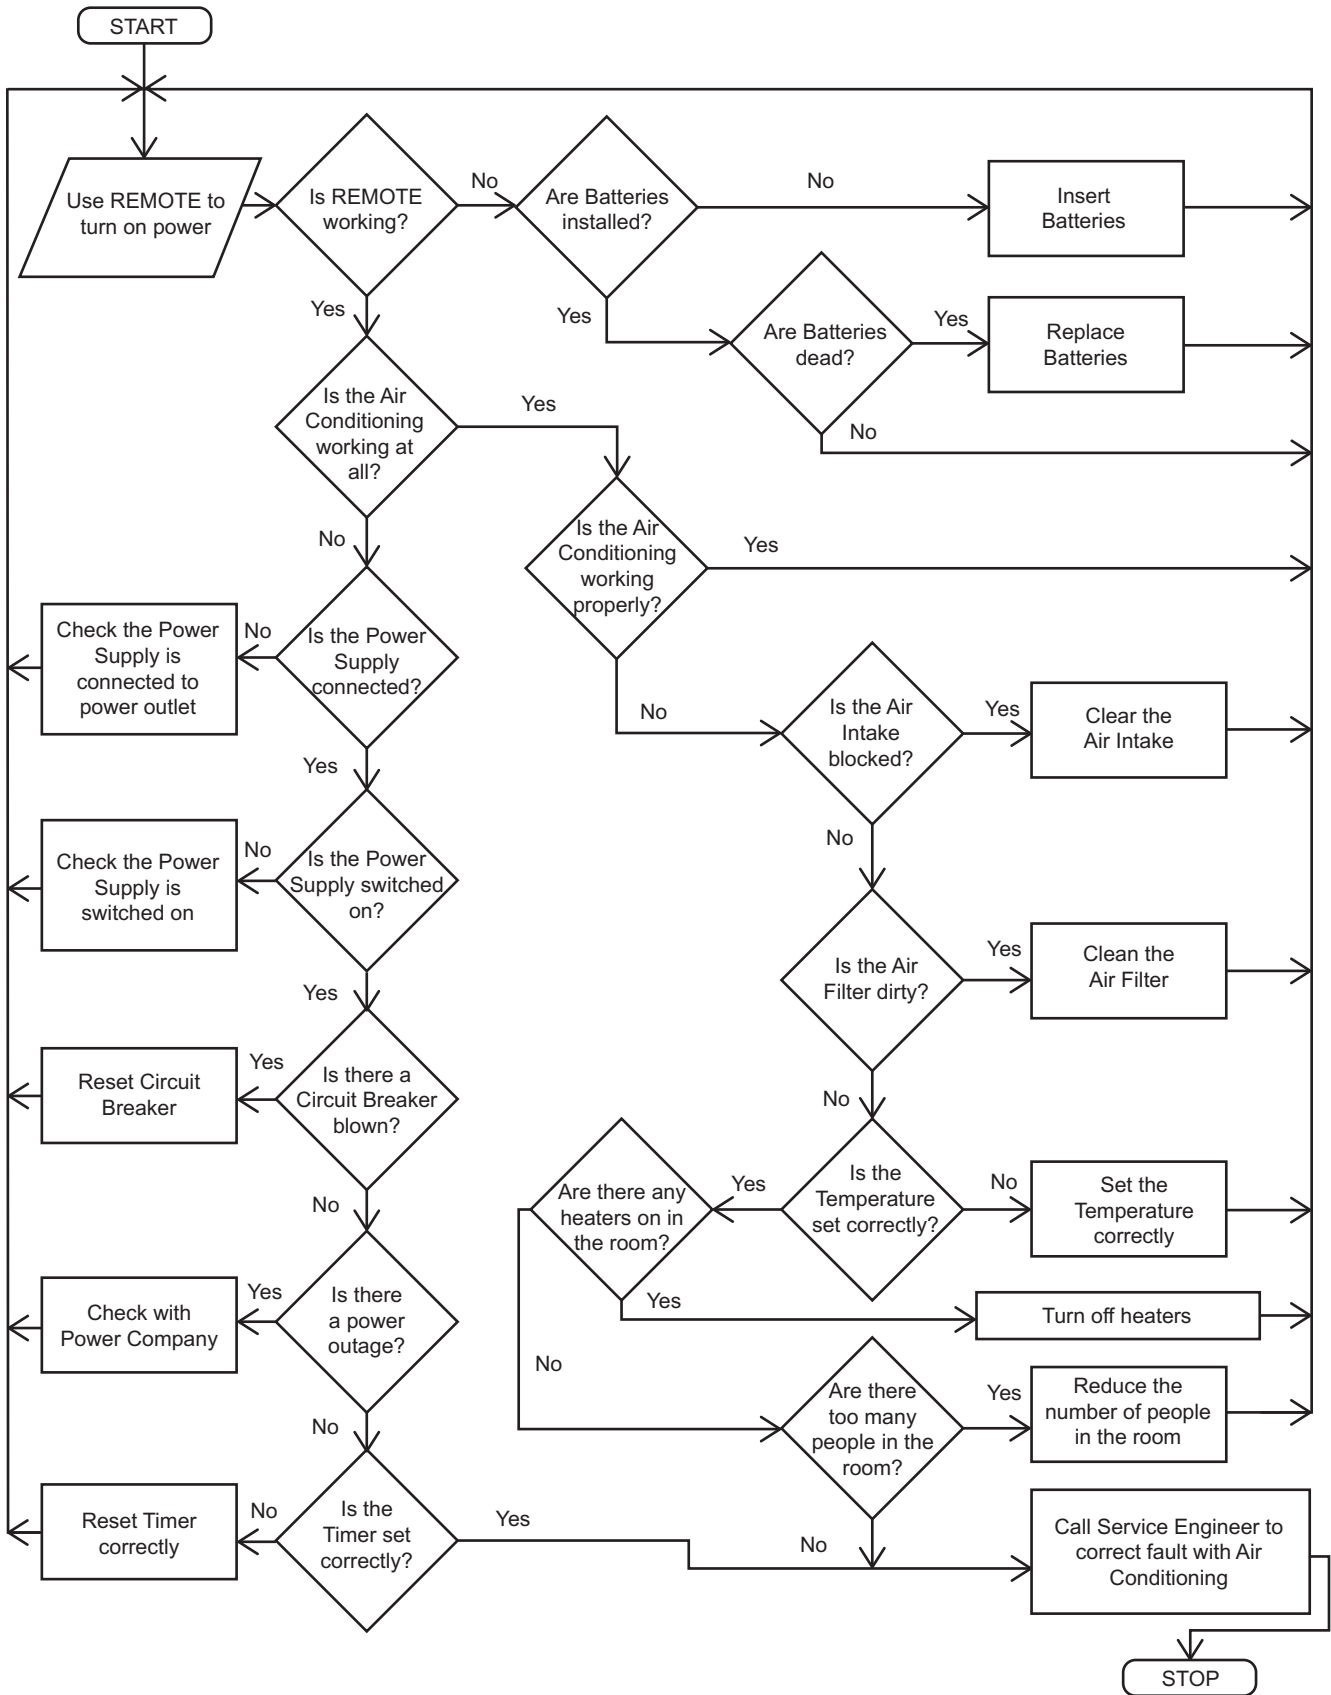 START
Use REMOTE to
turn on power
Is REMOTE
working?
No
Are Batteries
installed?
No
Insert
Batteries
Yes
Yes
Are Batteries
dead?
Yes
Replace
Batteries
No
Is the Air
Conditioning
working at
all?
Yes
No
Is the Air
Conditioning
working
properly?
Yes
No
Check the Power
Supply is
connected to
power outlet
No
Is the Power
Supply
connected?
Yes
Is the Air
Intake
blocked?
Yes
Clear the
Air Intake
No
Check the Power
Supply is
switched on
No
Is the Power
Supply switched
on?
Yes
Is the Air
Filter dirty?
Yes
Clean the
Air Filter
No
Reset Circuit
Breaker
Yes
Is there a
Circuit Breaker
blown?
No
Are there any
heaters on in
the room?
Yes
Is the
Temperature
set correctly?
No
Set the
Temperature
correctly
Yes
Turn off heaters
No
Check with
Power Company
Yes
Is there
a power
outage?
No
Are there
too many
people in the
room?
Yes
Reduce the
number of people
in the room
No
Reset Timer
correctly
No
Is the
Timer set
correctly?
Yes
Call Service Engineer to
correct fault with Air
Conditioning
STOP